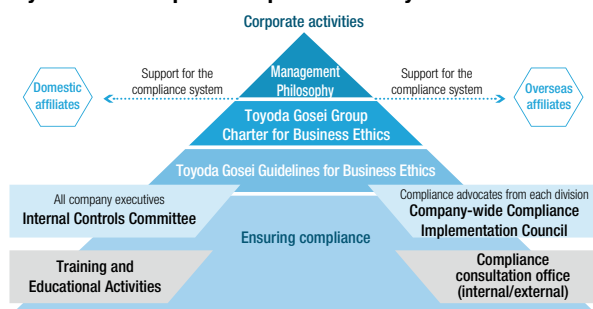 Corporate activities
Support for the
compliance system
Support for the
compliance system
Domestic
affiliates
Management
Philosophy
Overseas
affiliates
Toyoda Gosei Group
Charter for Business Ethics
Toyoda Gosei Guidelines for Business Ethics
All company executives
Internal Controls Committee
Compliance advocates from each division
Company-wide Compliance
Implementation Council
Ensuring compliance
Training and
Educational Activities
Compliance
consultation office
(internal/external)